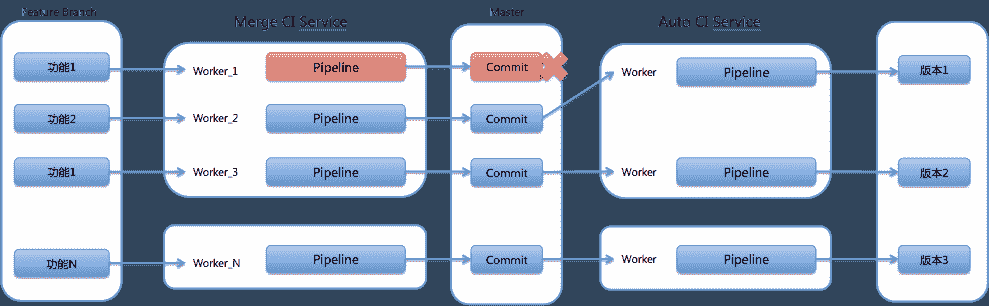 Feature Branch
Merge CI Service
Master
Auto CI Service
功能1
Worker_1
Pipeline
Commit
Worker
Pipeline
版本1
功能2
Worker_2
Pipeline
Commit
功能1
Worker_3
Pipeline
Commit
Worker
Pipeline
版本2
功能N
Worker_N
Pipeline
Commit
Worker
Pipeline
版本3